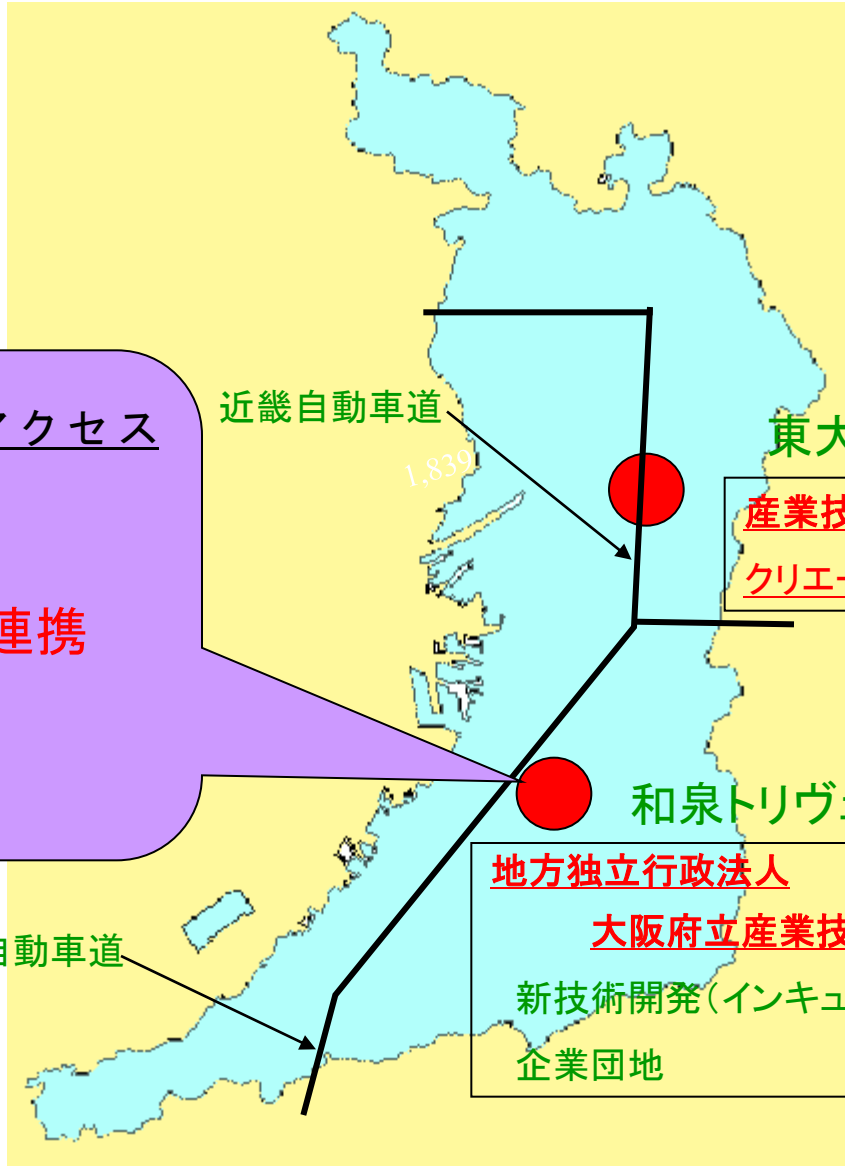 アクセス
連携
近畿自動車道
1,839
東大
産業技
クリエー
和泉トリヴェ
地方独立行政法人
大阪府立産業技
新技術開発（インキュ
企業団地
自動車道